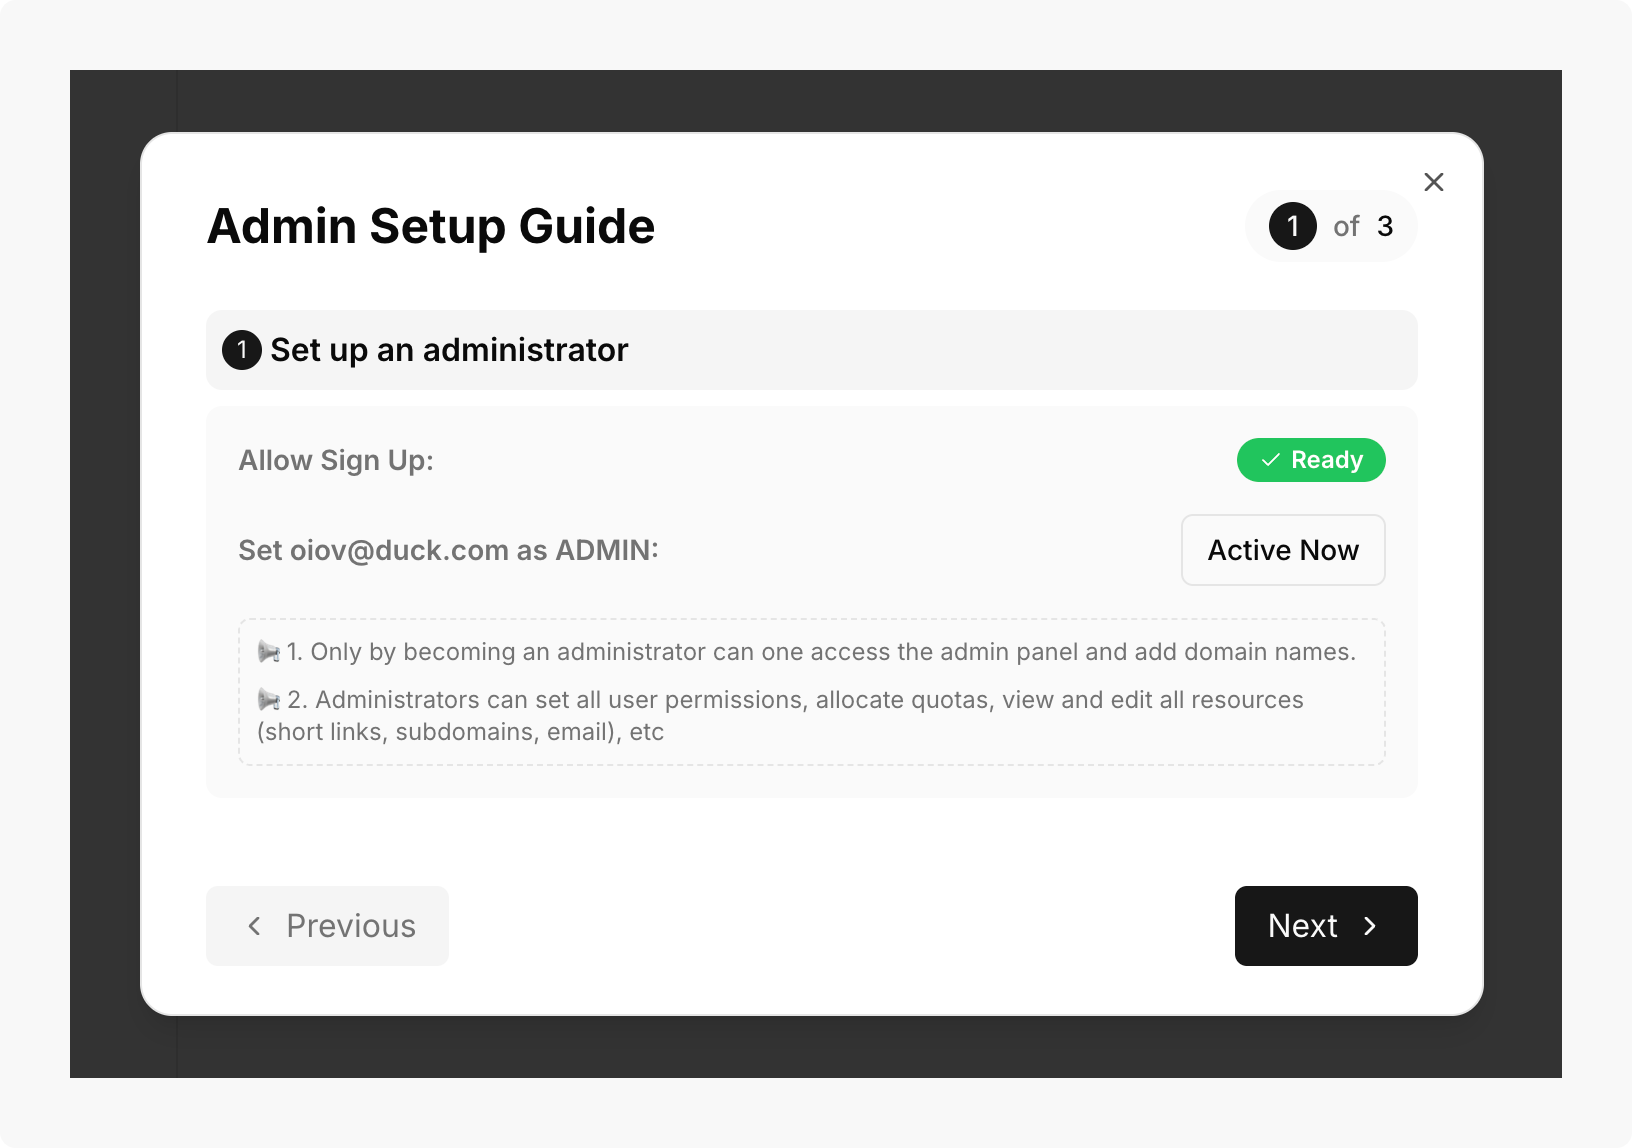 Admin Setup Guide
1 of 3
1 Set up an administrator
Allow Sign Up:
Ready
Set oiov@duck.com as ADMIN:
Active Now
📢 1. Only by becoming an administrator can one access the admin panel and add domain names.
📢 2. Administrators can set all user permissions, allocate quotas, view and edit all resources
(short links, subdomains, email), etc
Previous
Next